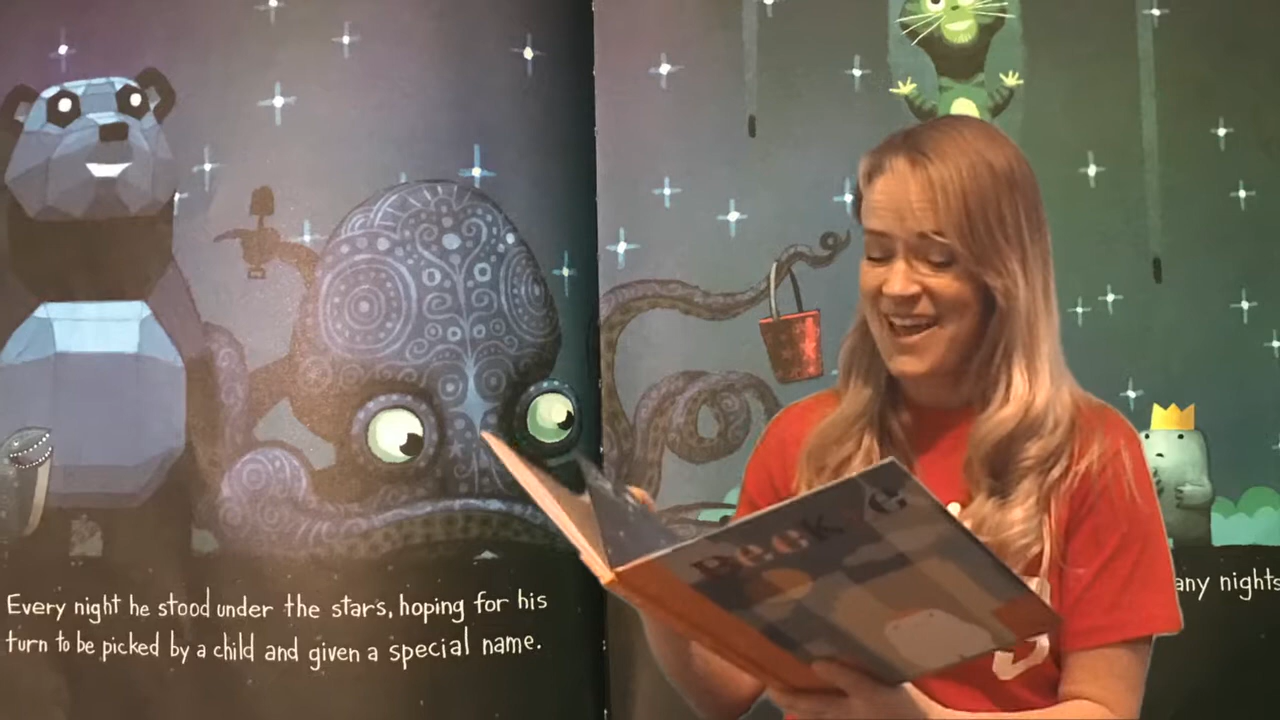 Every night he stood under the stars, hoping for his
turn to be picked by a child and given a special name.
any nights